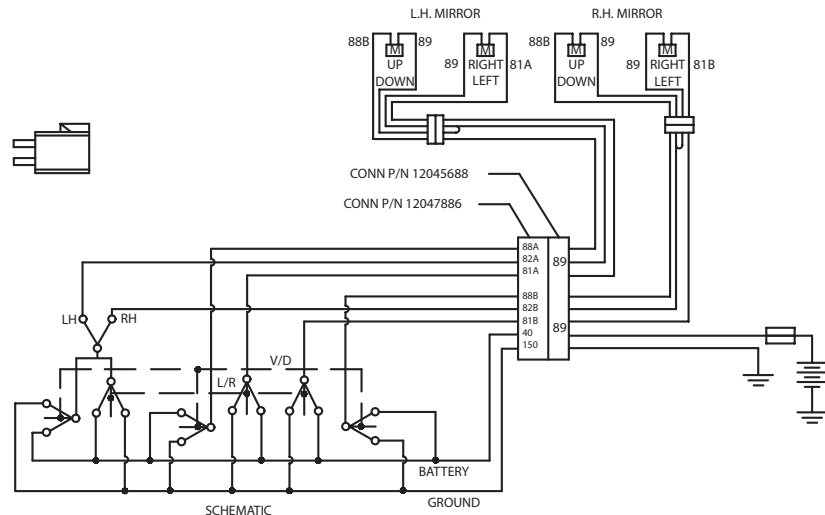 L.H. MIRROR
R.H. MIRROR
88B
89
89
81A
88B
89
89
81B
M
UP
DOWN
M
RIGHT
LEFT
M
UP
DOWN
M
RIGHT
LEFT
CONN P/N 12045688
CONN P/N 12047886
88A
82A
81A
89
88B
82B
81B
40
150
89
LH
RH
V/D
L/R
BATTERY
GROUND
SCHEMATIC